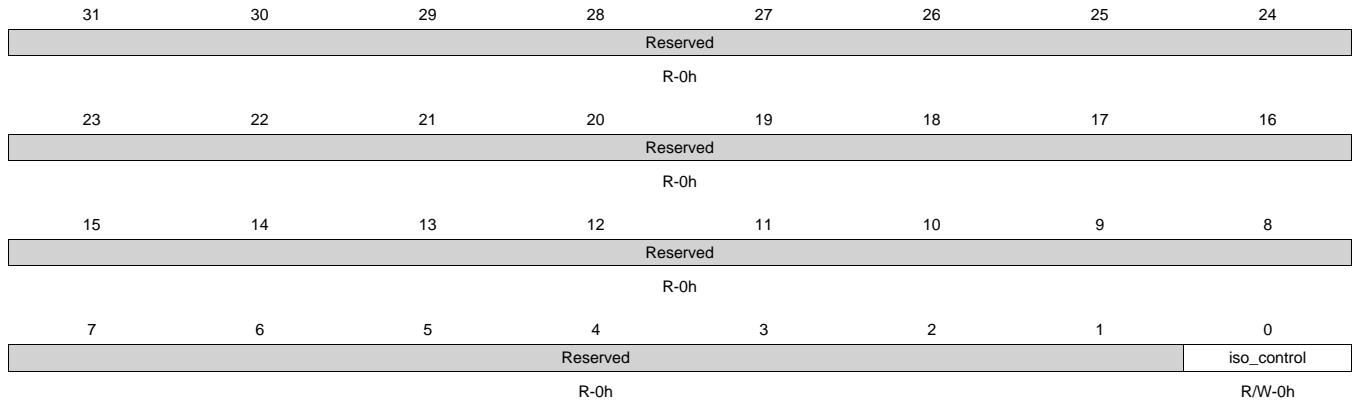 31 30 29 28 27 26 25 24
Reserved
R-0h
23 22 21 20 19 18 17 16
Reserved
R-0h
15 14 13 12 11 10 9 8
Reserved
R-0h
7 6 5 4 3 2 1 0
Reserved iso_control
R-0h R/W-0h